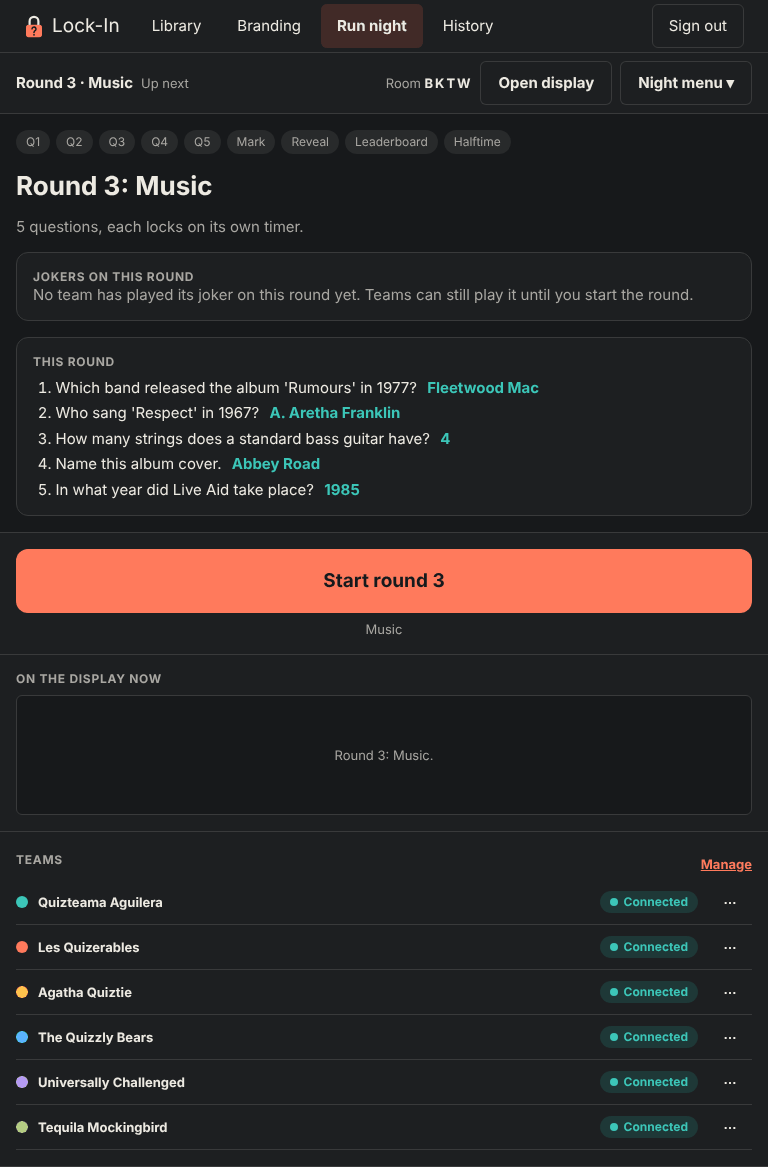 Lock-In Library Branding Run night History Sign out
Round 3 · Music Up next Room BKTW Open display Night menu ▾
Q1 Q2 Q3 Q4 Q5 Mark Reveal Leaderboard Halftime
Round 3: Music
5 questions, each locks on its own timer.
JOKERS ON THIS ROUND
No team has played its joker on this round yet. Teams can still play it until you start the round.
THIS ROUND
1. Which band released the album 'Rumours' in 1977? Fleetwood Mac
2. Who sang 'Respect' in 1967? A. Aretha Franklin
3. How many strings does a standard bass guitar have? 4
4. Name this album cover. Abbey Road
5. In what year did Live Aid take place? 1985
Start round 3
Music
ON THE DISPLAY NOW
Round 3: Music.
TEAMS Manage
Quizteama Aguilera Connected ...
Les Quizerables Connected ...
Agatha Quiztie Connected ...
The Quizzly Bears Connected ...
Universally Challenged Connected ...
Tequila Mockingbird Connected ...